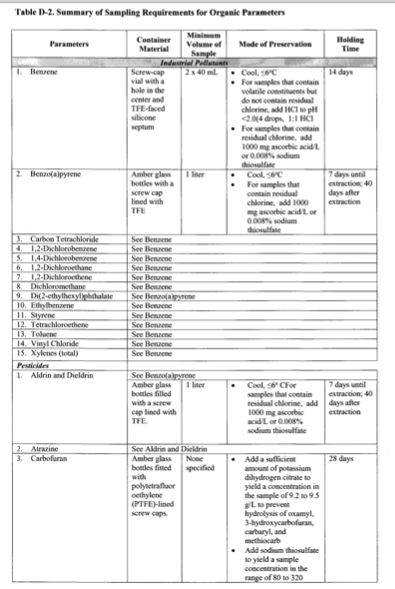 Table D-2. Summary of Sampling Requirements for Organic Parameters
Parameters
Container
Material
Minimum
Volume of
Sample
Mode of Preservation
Holding
Time
Industrial Pollutants
1. Benzene
Screw-cap
vial with a
hole in the
center and
TFE-faced
silicone
septum
2 x 40 mL
• Cool, ≤6°C
• For samples that contain
volatile constituents but
do not contain residual
chlorine, add HCl to pH
<2.0(4 drops, 1:1 HCl
• For samples that contain
residual chlorine, add
1000 mg ascorbic acid/L
or 0.008% sodium
thiosulfate
14 days
2. Benzo(a)pyrene
Amber glass
bottles with a
screw cap
lined with
TFE
1 liter
• Cool, ≤6°C
• For samples that
contain residual
chlorine, add 1000
mg ascorbic acid/L or
0.008% sodium
thiosulfate
7 days until
extraction; 40
days after
extraction
3. Carbon Tetrachloride See Benzene
4. 1,2-Dichlorobenzene See Benzene
5. 1,4-Dichlorobenzene See Benzene
6. 1,2-Dichloroethane See Benzene
7. 1,2-Dichloroethene See Benzene
8. Dichloromethane See Benzene
9. Di(2-ethylhexyl)phthalate See Benzo(a)pyrene
10. Ethylbenzene See Benzene
11. Styrene See Benzene
12. Tetrachloroethene See Benzene
13. Toluene See Benzene
14. Vinyl Chloride See Benzene
15. Xylenes (total) See Benzene
Pesticides
1. Aldrin and Dieldrin See Benzo(a)pyrene
Amber glass
bottles filled
with a screw
cap lined with
TFE.
1 liter
• Cool, ≤6° CFor
samples that contain
residual chlorine, add
1000 mg ascorbic
acid/L or 0.008%
sodium thiosulfate
7 days until
extraction; 40
days after
extraction
2. Atrazine See Aldrin and Dieldrin
3. Carbofuran
Amber glass
bottles fitted
with
polytetrafluor
oethylene
(PTFE)-lined
screw caps.
None
specified
• Add a sufficient
amount of potassium
dihydrogen citrate to
yield a concentration in
the sample of 9.2 to 9.5
g/L to prevent
hydrolysis of oxamyl,
3-hydroxycarbofuran,
carbaryl, and
methiocarb
• Add sodium thiosulfate
to yield a sample
concentration in the
range of 80 to 320
28 days